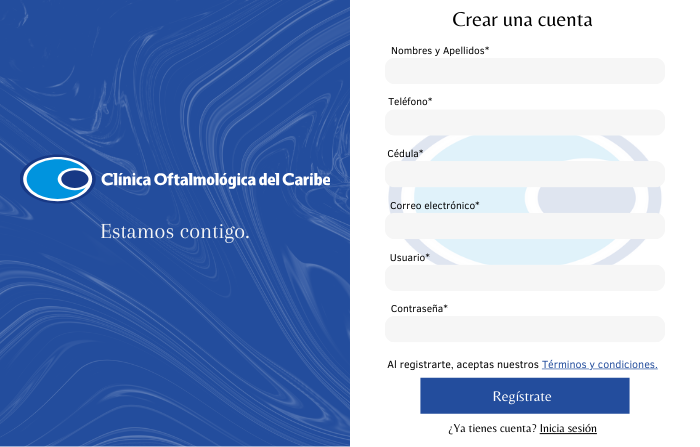 Clínica Oftalmológica del Caribe
Estamos contigo.
Crear una cuenta
Nombres y Apellidos*
Teléfono*
Cédula*
Correo electrónico*
Usuario*
Contraseña*
Al registrarte, aceptas nuestros Términos y condiciones.
Regístrate
¿Ya tienes cuenta? Inicia sesión